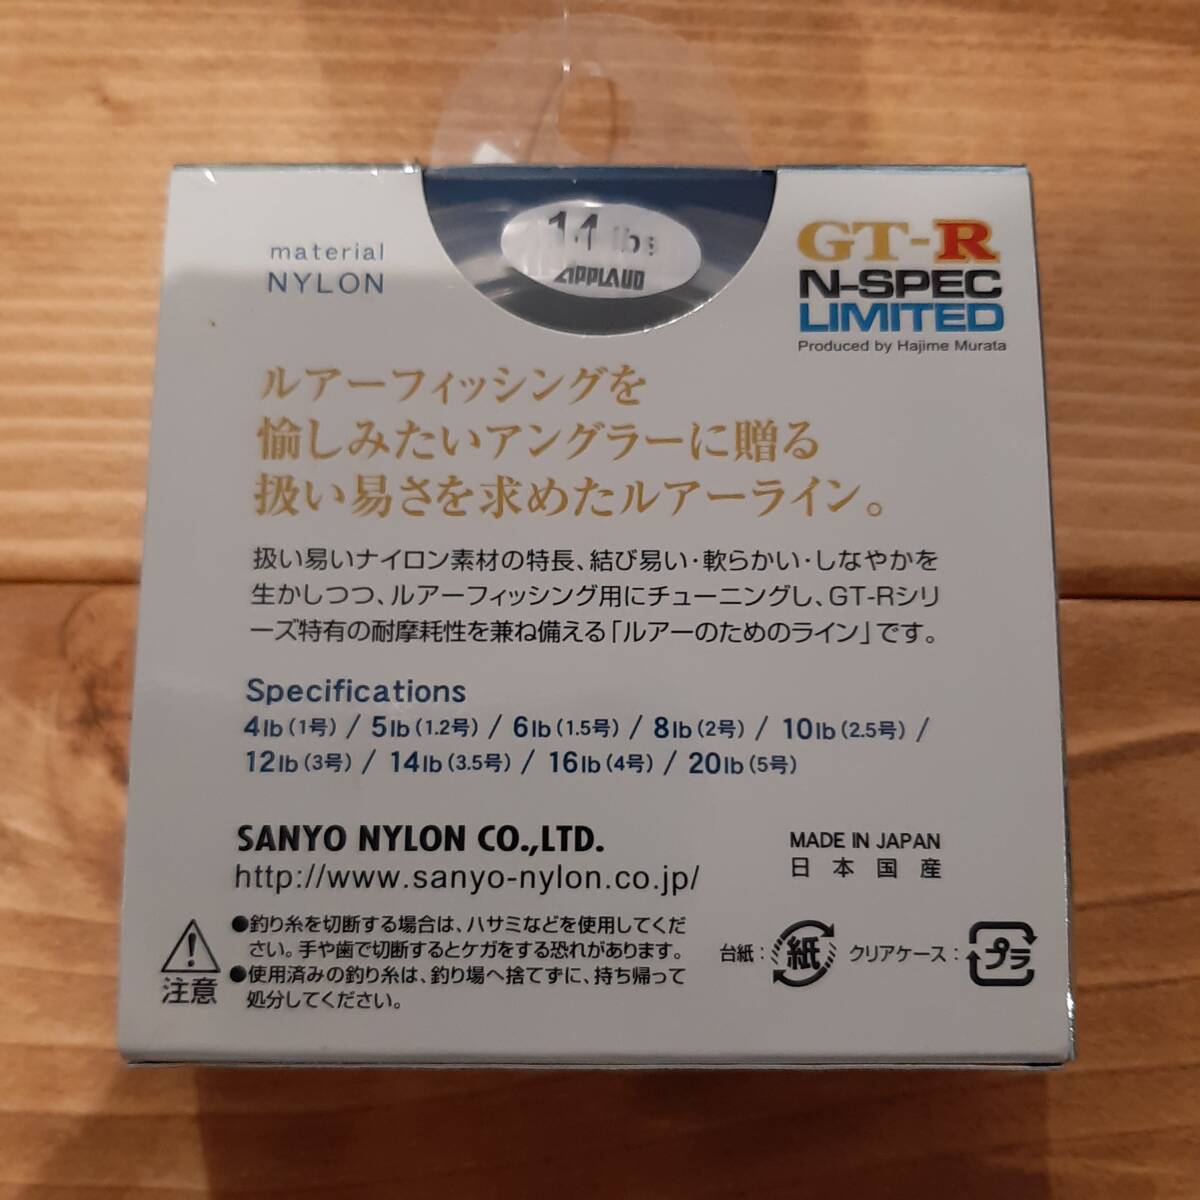 14 lbs
APPLAUD
material
NYLON
GT-R
N-SPEC
LIMITED
Produced by Hajime Murata
ルアーフィッシングを
愉しみたいアングラーに贈る
扱い易さを求めたルアーライン。
扱い易いナイロン素材の特長、結び易い・軟らかい・しなやかを
生かしつつ、ルアーフィッシング用にチューニングし、GT-Rシリ
ーズ特有の耐摩耗性を兼ね備える「ルアーのためのライン」です。
Specifications
4lb(1号) / 5lb(1.2号) / 6lb(1.5号) / 8lb(2号) / 10lb(2.5号) /
12lb(3号) / 14lb(3.5号) / 16lb(4号) / 20lb(5号)
SANYO NYLON CO.,LTD.
http://www.sanyo-nylon.co.jp/
MADE IN JAPAN
日本国産
注意
●釣り糸を切断する場合は、ハサミなどを使用してくだ
さい。手や歯で切断するとケガをする恐れがあります。
●使用済みの釣り糸は、釣り場へ捨てずに、持ち帰って
処分してください。
台紙：紙 クリアケース：プラ